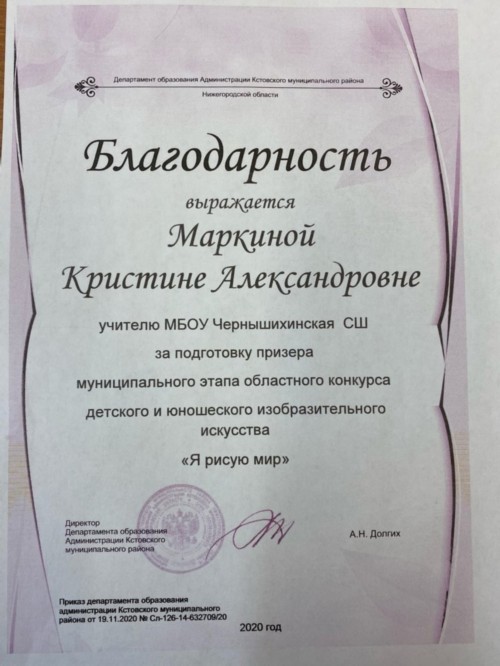 Департамент образования Администрации Кстовского муниципального района
Нижегородской области
Благодарность
выражается
Маркиной
Кристине Александровне
учителю МБОУ Чернышихинская СШ
за подготовку призера
муниципального этапа областного конкурса
детского и юношеского изобразительного
искусства
«Я рисую мир»
Директор
Департамента образования
Администрации Кстовского
муниципального района
А.Н. Долгих
Приказ департамента образования
администрации Кстовского муниципального
района от 19.11.2020 № Сл-126-14-632709/20
2020 год